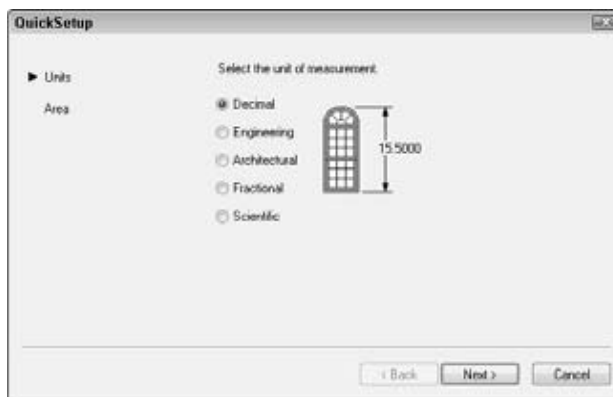 QuickSetup
Units
Area
Select the unit of measurement.
Decimal
Engineering
Architectural
Fractional
Scientific
15.5000
< Back
Next >
Cancel